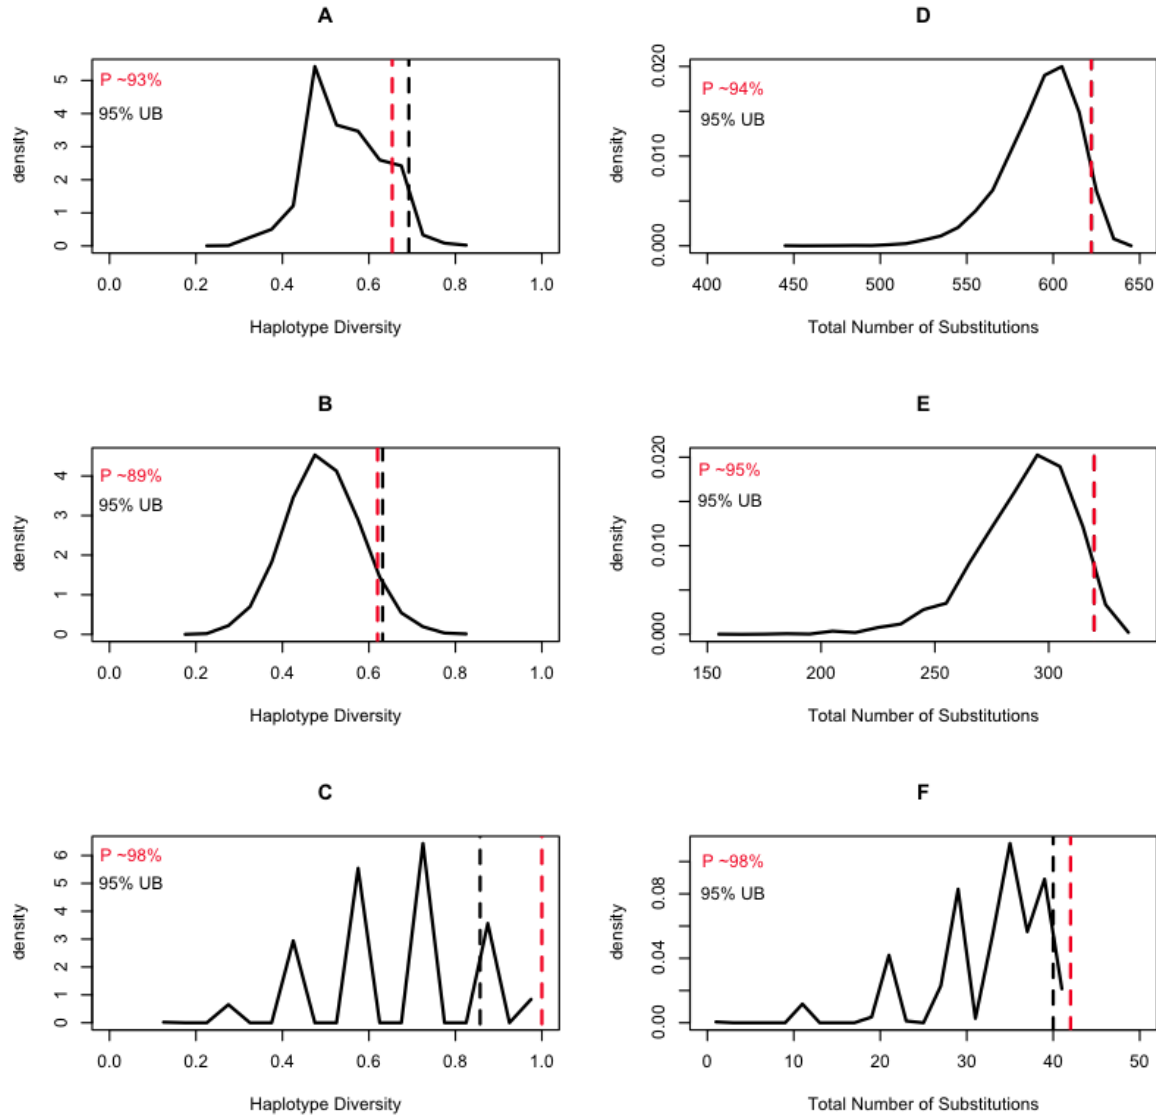 A
P ~93%
95% UB
density
0 1 2 3 4 5
0.0 0.2 0.4 0.6 0.8 1.0
Haplotype Diversity
D
P ~94%
95% UB
density
0.000 0.010 0.020
400 450 500 550 600 650
Total Number of Substitutions
B
P ~89%
95% UB
density
0 1 2 3 4
0.0 0.2 0.4 0.6 0.8 1.0
Haplotype Diversity
E
P ~95%
95% UB
density
0.000 0.010 0.020
150 200 250 300
Total Number of Substitutions
C
P ~98%
95% UB
density
0 1 2 3 4 5 6
0.0 0.2 0.4 0.6 0.8 1.0
Haplotype Diversity
F
P ~98%
95% UB
density
0.00 0.04 0.08
0 10 20 30 40 50
Total Number of Substitutions